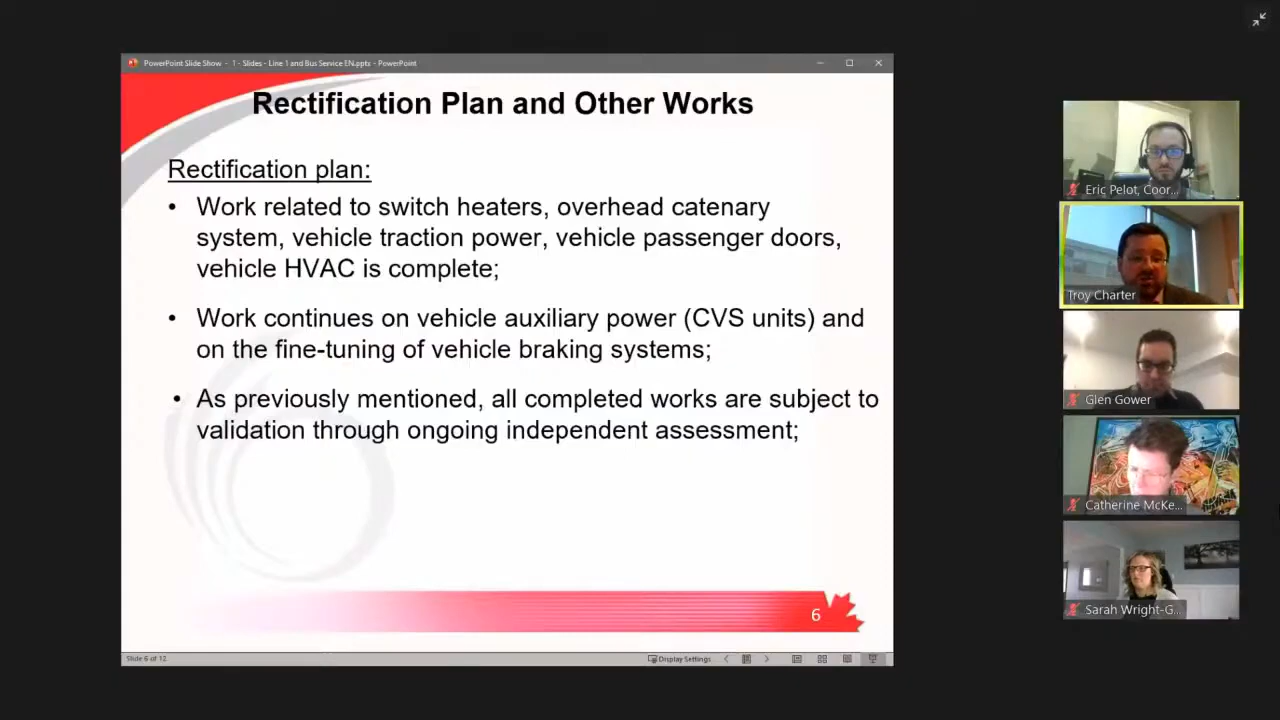 PowerPoint Slide Show - 1 - Slides - Line 1 and Bus Service EN.ppts - PowerPoint
Rectification Plan and Other Works
Rectification plan:
• Work related to switch heaters, overhead catenary
system, vehicle traction power, vehicle passenger doors,
vehicle HVAC is complete;
• Work continues on vehicle auxiliary power (CVS units) and
on the fine-tuning of vehicle braking systems;
• As previously mentioned, all completed works are subject to
validation through ongoing independent assessment;
6
Slide 6 of 12
Display Settings
Eric Pelot, Coor...
Troy Charter
Glen Gower
Catherine McKe...
Sarah Wright-G...